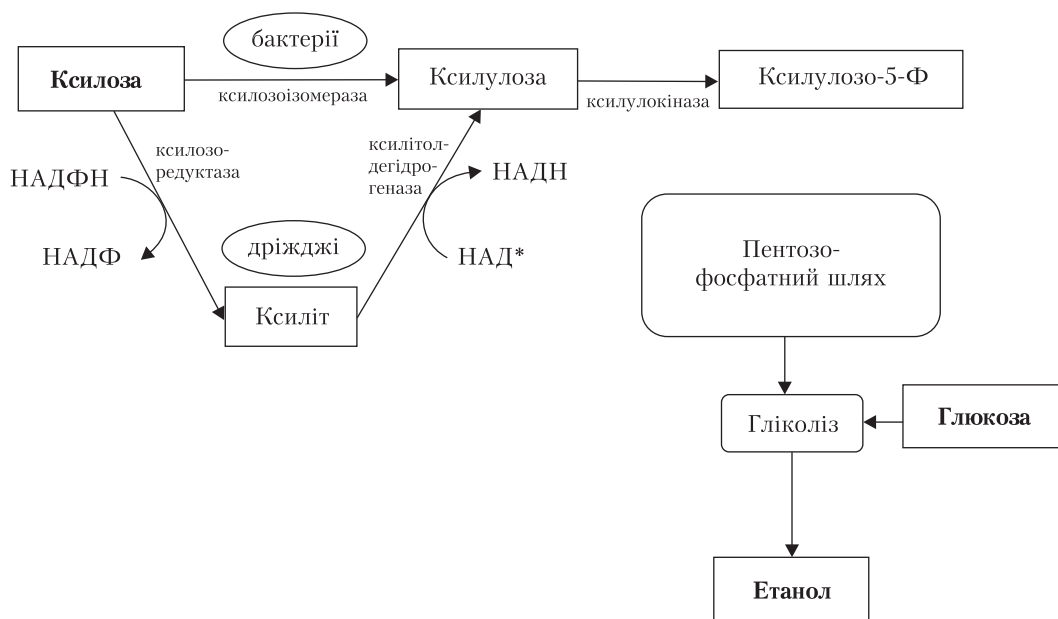 бактерії
Ксилоза
Ксилулоза
Ксилулозо-5-Ф
ксилозоізомераза
ксилулокіназа
ксилозо-
редуктаза
ксилітол-
дегідро-
геназа
НАДФН
НАДН
НАДФ
дріжджі
НАД*
Ксиліт
Пентозо-
фосфатний шлях
Гліколіз
Глюкоза
Етанол